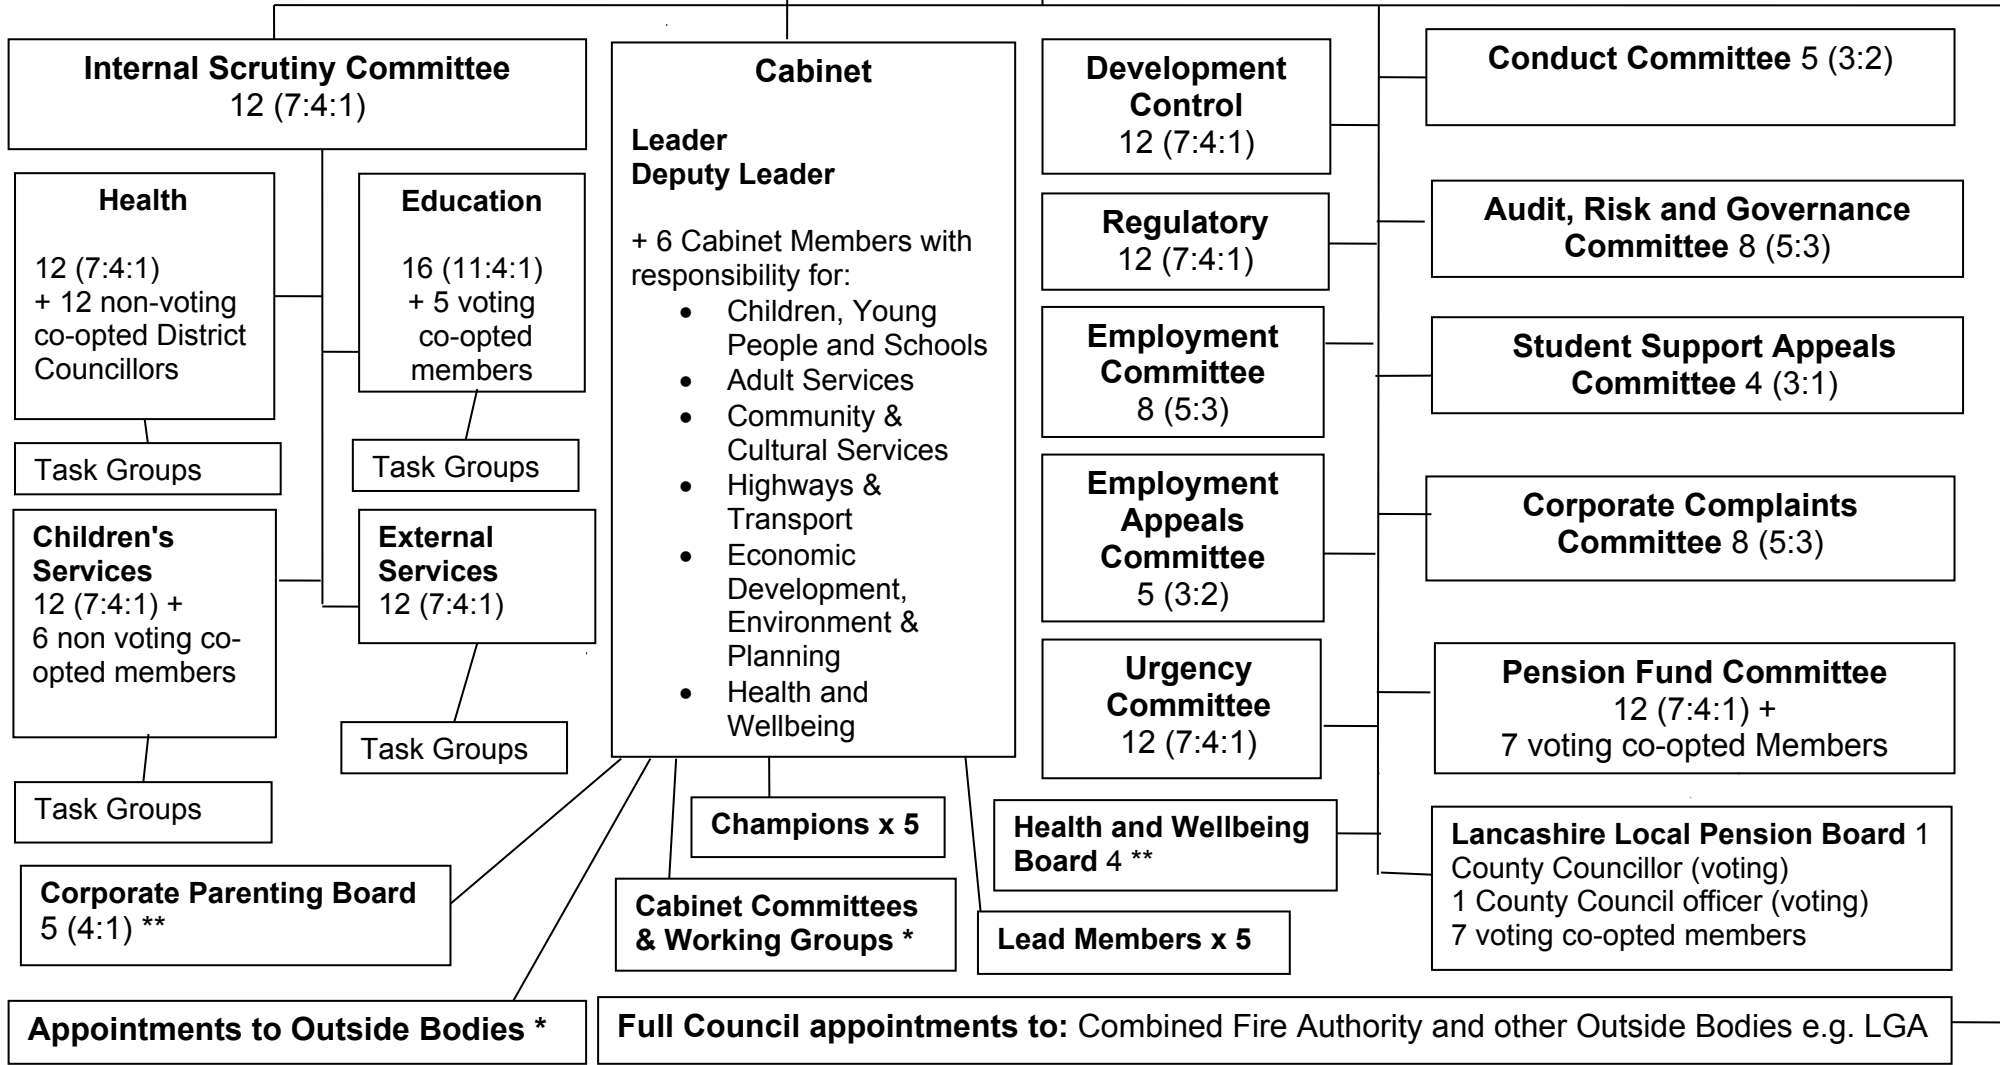 Internal Scrutiny Committee
12 (7:4:1)
Health
12 (7:4:1)
+ 12 non-voting
co-opted District
Councillors
Task Groups
Education
16 (11:4:1)
+ 5 voting
co-opted
members
Task Groups
Children's
Services
12 (7:4:1) +
6 non voting co-
opted members
Task Groups
External
Services
12 (7:4:1)
Task Groups
Cabinet
Leader
Deputy Leader
+ 6 Cabinet Members with
responsibility for:
• Children, Young
People and Schools
• Adult Services
• Community &
Cultural Services
• Highways &
Transport
• Economic
Development,
Environment &
Planning
• Health and
Wellbeing
Corporate Parenting Board
5 (4:1) **
Appointments to Outside Bodies *
Champions x 5
Cabinet Committees
& Working Groups *
Lead Members x 5
Development
Control
12 (7:4:1)
Regulatory
12 (7:4:1)
Employment
Committee
8 (5:3)
Employment
Appeals
Committee
5 (3:2)
Urgency
Committee
12 (7:4:1)
Health and Wellbeing
Board 4 **
Conduct Committee 5 (3:2)
Audit, Risk and Governance
Committee 8 (5:3)
Student Support Appeals
Committee 4 (3:1)
Corporate Complaints
Committee 8 (5:3)
Pension Fund Committee
12 (7:4:1) +
7 voting co-opted Members
Lancashire Local Pension Board 1
County Councillor (voting)
1 County Council officer (voting)
7 voting co-opted members
Full Council appointments to: Combined Fire Authority and other Outside Bodies e.g. LGA